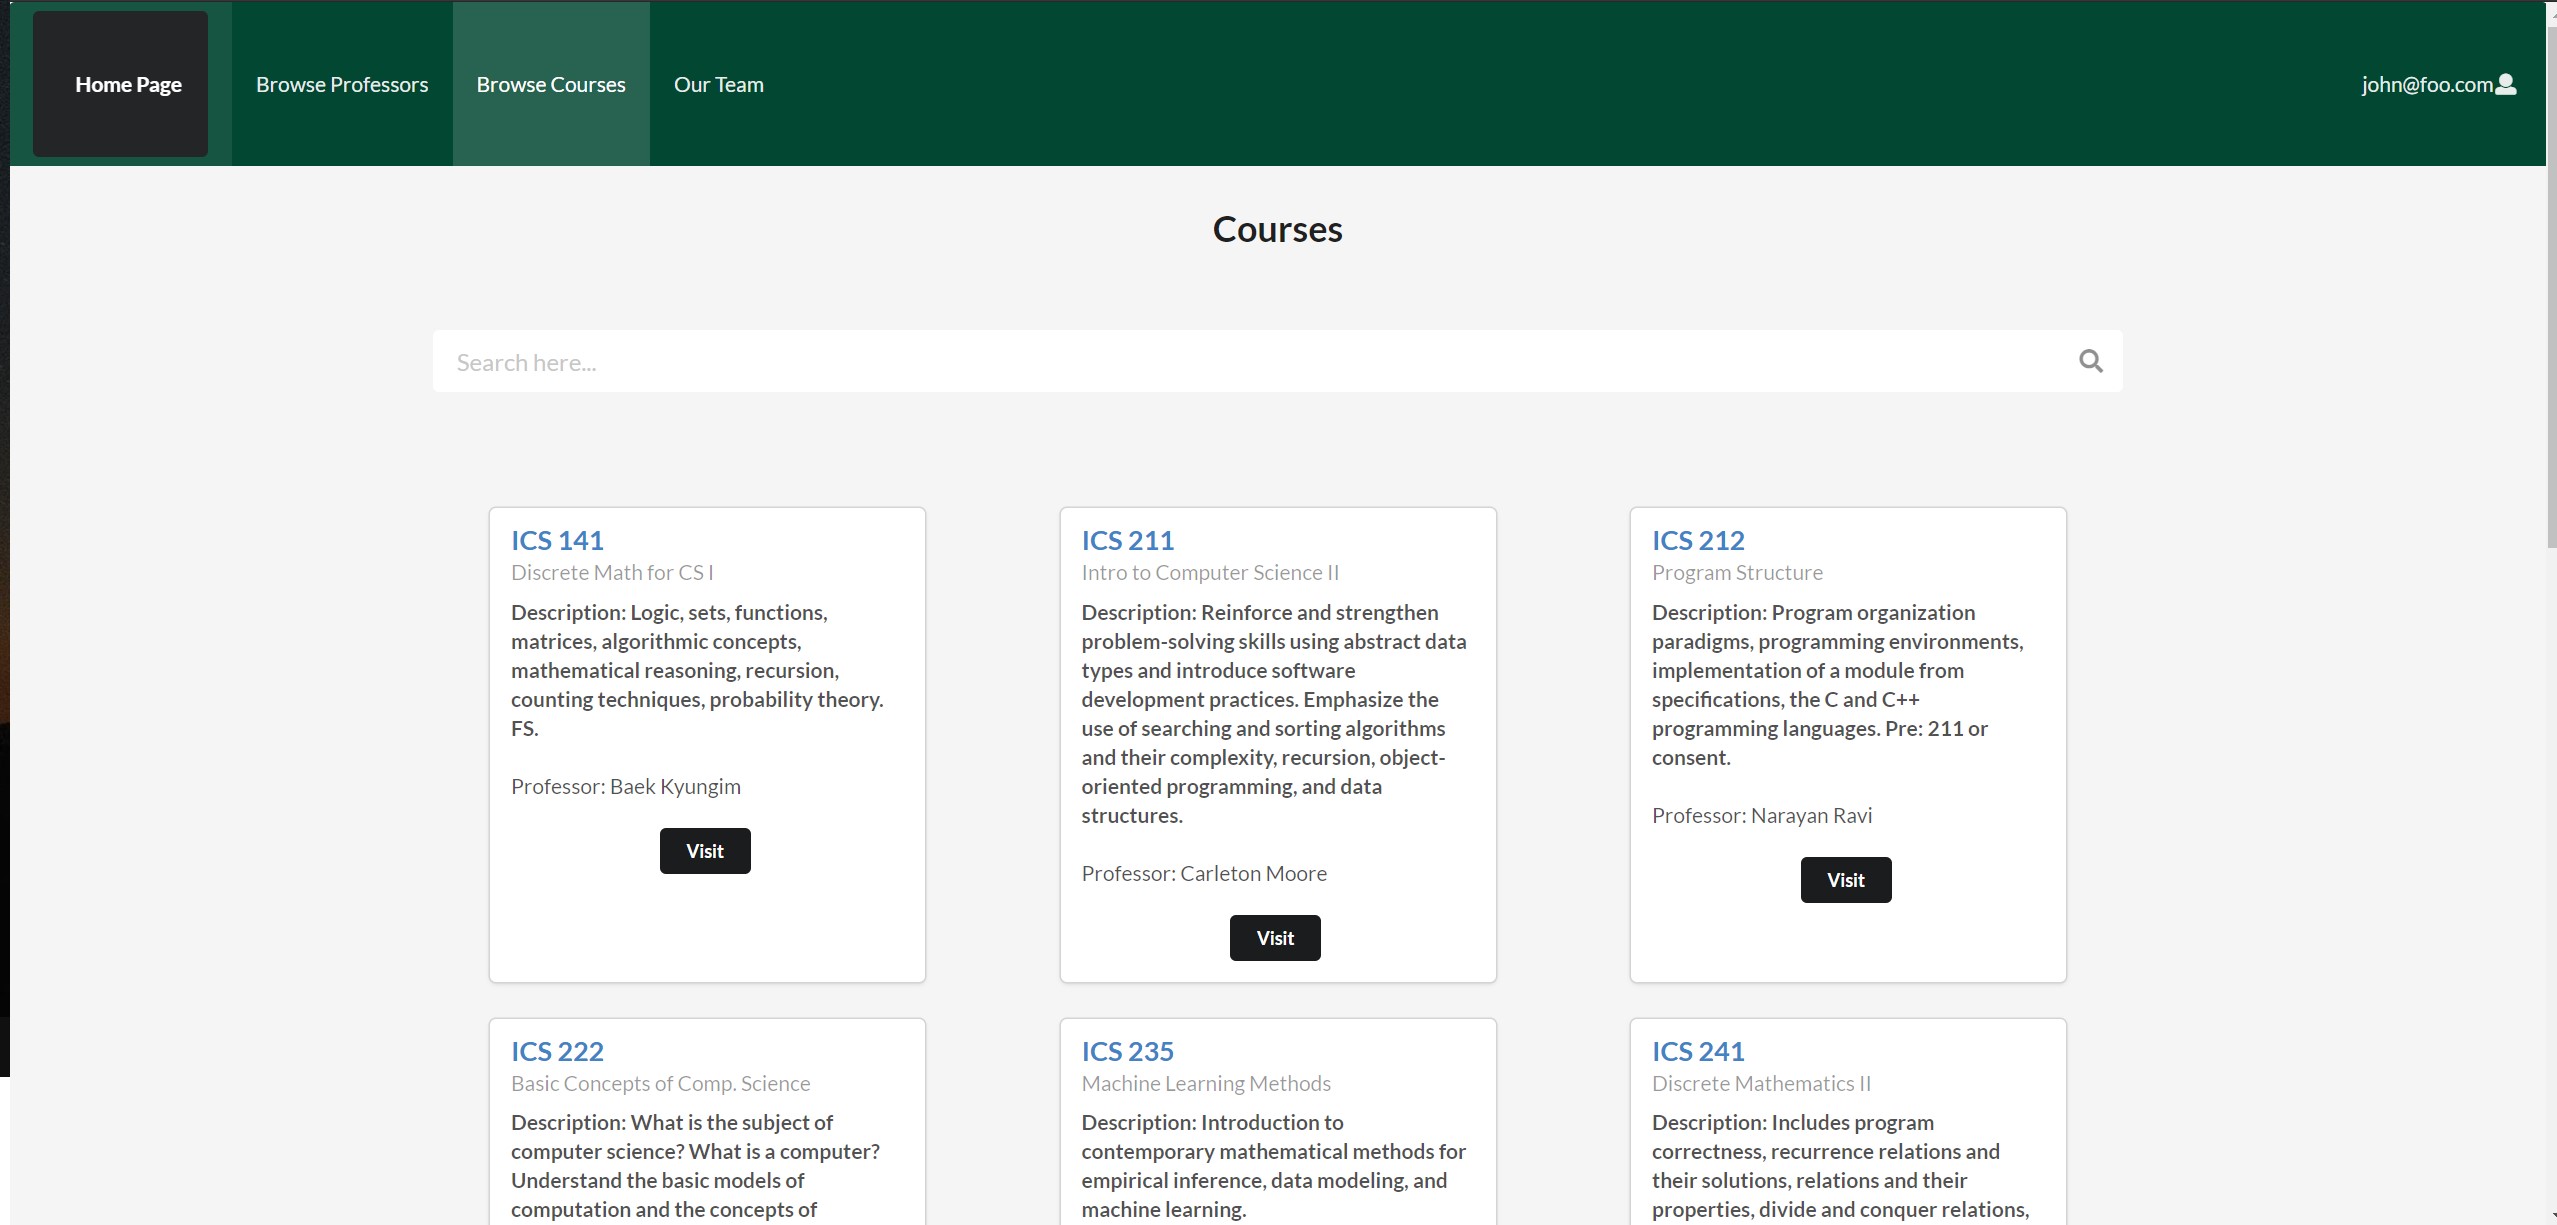 Home Page
Browse Professors
Browse Courses
Our Team
john@foo.com
Courses
Search here...
ICS 141
Discrete Math for CS I
Description: Logic, sets, functions,
matrices, algorithmic concepts,
mathematical reasoning, recursion,
counting techniques, probability theory.
FS.
Professor: Baek Kyungim
Visit
ICS 211
Intro to Computer Science II
Description: Reinforce and strengthen
problem-solving skills using abstract data
types and introduce software
development practices. Emphasize the
use of searching and sorting algorithms
and their complexity, recursion, object-
oriented programming, and data
structures.
Professor: Carleton Moore
Visit
ICS 212
Program Structure
Description: Program organization
paradigms, programming environments,
implementation of a module from
specifications, the C and C++
programming languages. Pre: 211 or
consent.
Professor: Narayan Ravi
Visit
ICS 222
Basic Concepts of Comp. Science
Description: What is the subject of
computer science? What is a computer?
Understand the basic models of
computation and the concepts of
ICS 235
Machine Learning Methods
Description: Introduction to
contemporary mathematical methods for
empirical inference, data modeling, and
machine learning.
ICS 241
Discrete Mathematics II
Description: Includes program
correctness, recurrence relations and
their solutions, relations and their
properties, divide and conquer relations,